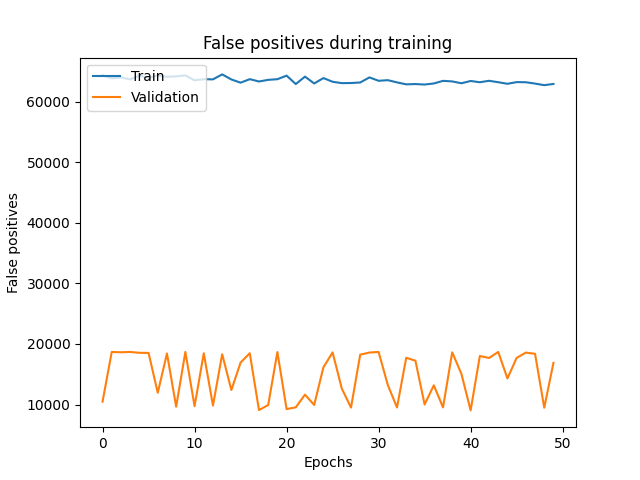 False positives during training
Train
Validation
False positives
60000
50000
40000
30000
20000
10000
0
10
20
30
40
50
Epochs